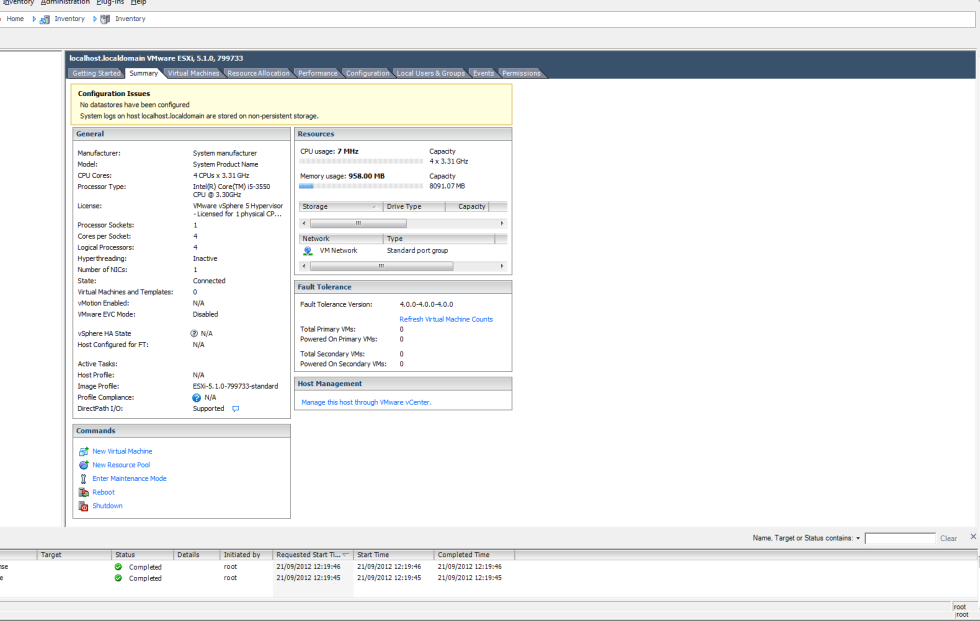 Inventory Administration Plug-ins Help
Home Inventory Inventory
localhost.localdomain VMware ESXi, 5.1.0, 799733
Getting Started Summary Virtual Machines Resource Allocation Performance Configuration Local Users & Groups Events Permissions
Configuration Issues
No datastores have been configured
System logs on host localhost.localdomain are stored on non-persistent storage.
General
Manufacturer: System manufacturer
Model: System Product Name
CPU Cores: 4 CPUs x 3.31 GHz
Processor Type: Intel(R) Core(TM) i5-3550
CPU @ 3.30GHz
License: VMware vSphere 5 Hypervisor
- Licensed for 1 physical CP...
Processor Sockets: 1
Cores per Socket: 4
Logical Processors: 4
Hyperthreading: Inactive
Number of NICs: 1
State: Connected
Virtual Machines and Templates: 0
vMotion Enabled: N/A
VMware EVC Mode: Disabled
vSphere HA State N/A
Host Configured for FT: N/A
Active Tasks:
Host Profile: N/A
Image Profile: ESXi-5.1.0-799733-standard
Profile Compliance: N/A
DirectPath I/O: Supported
Commands
New Virtual Machine
New Resource Pool
Enter Maintenance Mode
Reboot
Shutdown
Resources
CPU usage: 7 MHz Capacity
4 x 3.31 GHz
Memory usage: 958.00 MB Capacity
8091.07 MB
Storage Drive Type Capacity
Network Type
VM Network Standard port group
Fault Tolerance
Fault Tolerance Version: 4.0.0-4.0.0-4.0.0
Refresh Virtual Machine Counts
Total Primary VMs: 0
Powered On Primary VMs: 0
Total Secondary VMs: 0
Powered On Secondary VMs: 0
Host Management
Manage this host through VMware vCenter.
Name, Target or Status contains: Clear
Target Status Details Initiated by Requested Start Ti... Start Time Completed Time
Completed root 21/09/2012 12:19:46 21/09/2012 12:19:46 21/09/2012 12:19:46
Completed root 21/09/2012 12:19:45 21/09/2012 12:19:45 21/09/2012 12:19:45
root
root